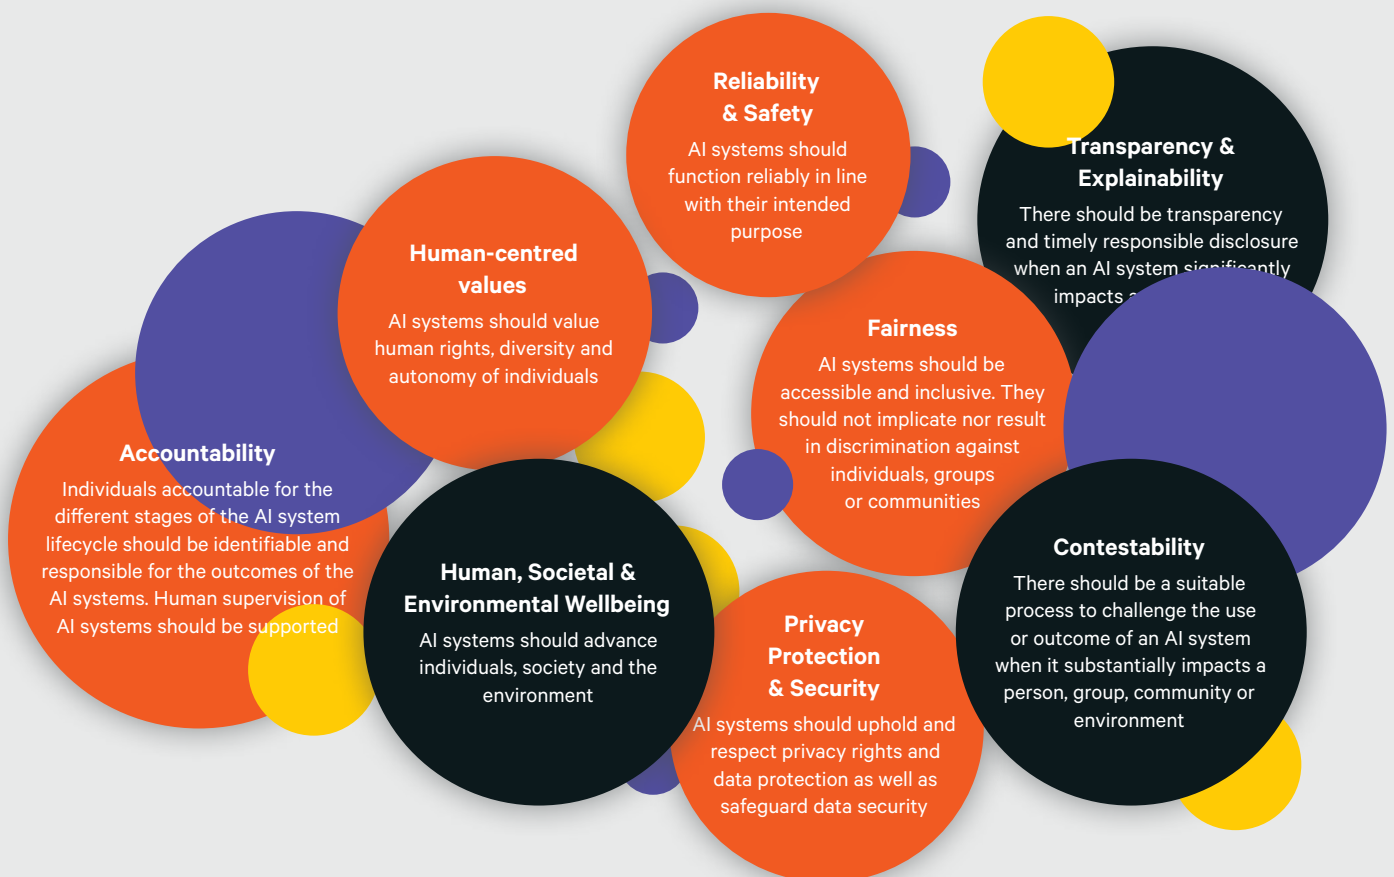 Reliability
& Safety
AI systems should
function reliably in line
with their intended
purpose
Transparency &
Explainability
There should be transparency
and timely responsible disclosure
when an AI system significantly
impacts
Human-centred
values
AI systems should value
human rights, diversity and
autonomy of individuals
Fairness
AI systems should be
accessible and inclusive. They
should not implicate nor result
in discrimination against
individuals, groups
or communities
Accountability
Individuals accountable for the
different stages of the AI system
lifecycle should be identifiable and
responsible for the outcomes of the
AI systems. Human supervision of
AI systems should be supported
Human, Societal &
Environmental Wellbeing
AI systems should advance
individuals, society and the
environment
Contestability
There should be a suitable
process to challenge the use
or outcome of an AI system
when it substantially impacts a
person, group, community or
environment
Privacy
Protection
& Security
AI systems should uphold and
respect privacy rights and
data protection as well as
safeguard data security